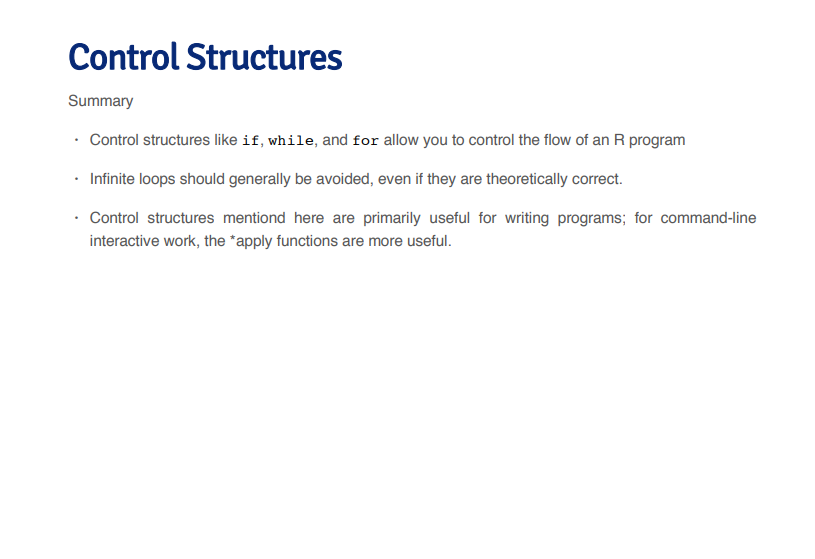 Control Structures
Summary
· Control structures like if, while, and for allow you to control the flow of an R program
· Infinite loops should generally be avoided, even if they are theoretically correct.
· Control structures mentiond here are primarily useful for writing programs; for command-line
interactive work, the *apply functions are more useful.